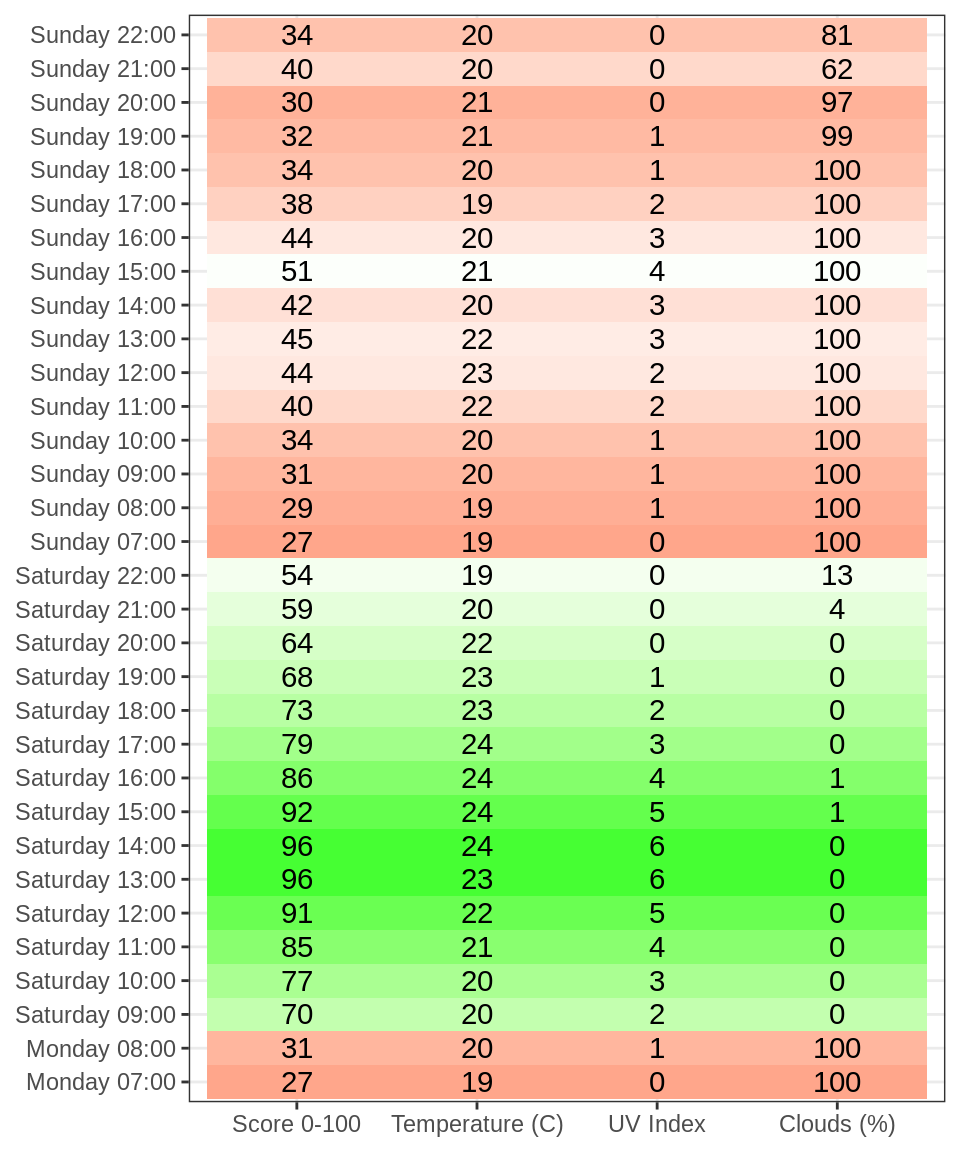 Sunday 22:00 34 20 0 81
Sunday 21:00 40 20 0 62
Sunday 20:00 30 21 0 97
Sunday 19:00 32 21 1 99
Sunday 18:00 34 20 1 100
Sunday 17:00 38 19 2 100
Sunday 16:00 44 20 3 100
Sunday 15:00 51 21 4 100
Sunday 14:00 42 20 3 100
Sunday 13:00 45 22 3 100
Sunday 12:00 44 23 2 100
Sunday 11:00 40 22 2 100
Sunday 10:00 34 20 1 100
Sunday 09:00 31 20 1 100
Sunday 08:00 29 19 1 100
Sunday 07:00 27 19 0 100
Saturday 22:00 54 19 0 13
Saturday 21:00 59 20 0 4
Saturday 20:00 64 22 0 0
Saturday 19:00 68 23 1 0
Saturday 18:00 73 23 2 0
Saturday 17:00 79 24 3 0
Saturday 16:00 86 24 4 1
Saturday 15:00 92 24 5 1
Saturday 14:00 96 24 6 0
Saturday 13:00 96 23 6 0
Saturday 12:00 91 22 5 0
Saturday 11:00 85 21 4 0
Saturday 10:00 77 20 3 0
Saturday 09:00 70 20 2 0
Monday 08:00 31 20 1 100
Monday 07:00 27 19 0 100
Score 0-100 Temperature (C) UV Index Clouds (%)